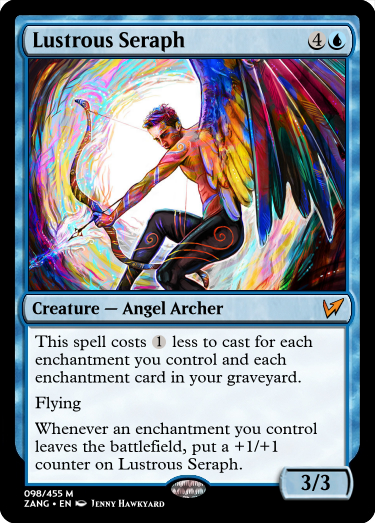 Lustrous Seraph 4
Creature — Angel Archer
This spell costs 1 less to cast for each
enchantment you control and each
enchantment card in your graveyard.
Flying
Whenever an enchantment you control
leaves the battlefield, put a +1/+1
counter on Lustrous Seraph.
3/3
098/455 M
ZANG • EN Jenny Hawkyard